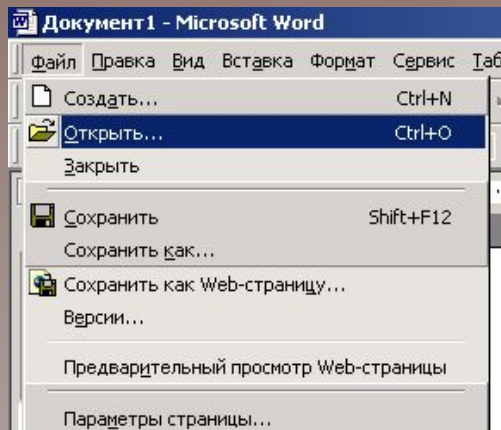 Документ1 - Microsoft Word
Файл Правка Вид Вставка Формат Сервис Таб
Создать... Ctrl+N
Открыть... Ctrl+O
Закрыть
Сохранить Shift+F12
Сохранить как...
Сохранить как Web-страницу...
Версии...
Предварительный просмотр Web-страницы
Параметры страницы...